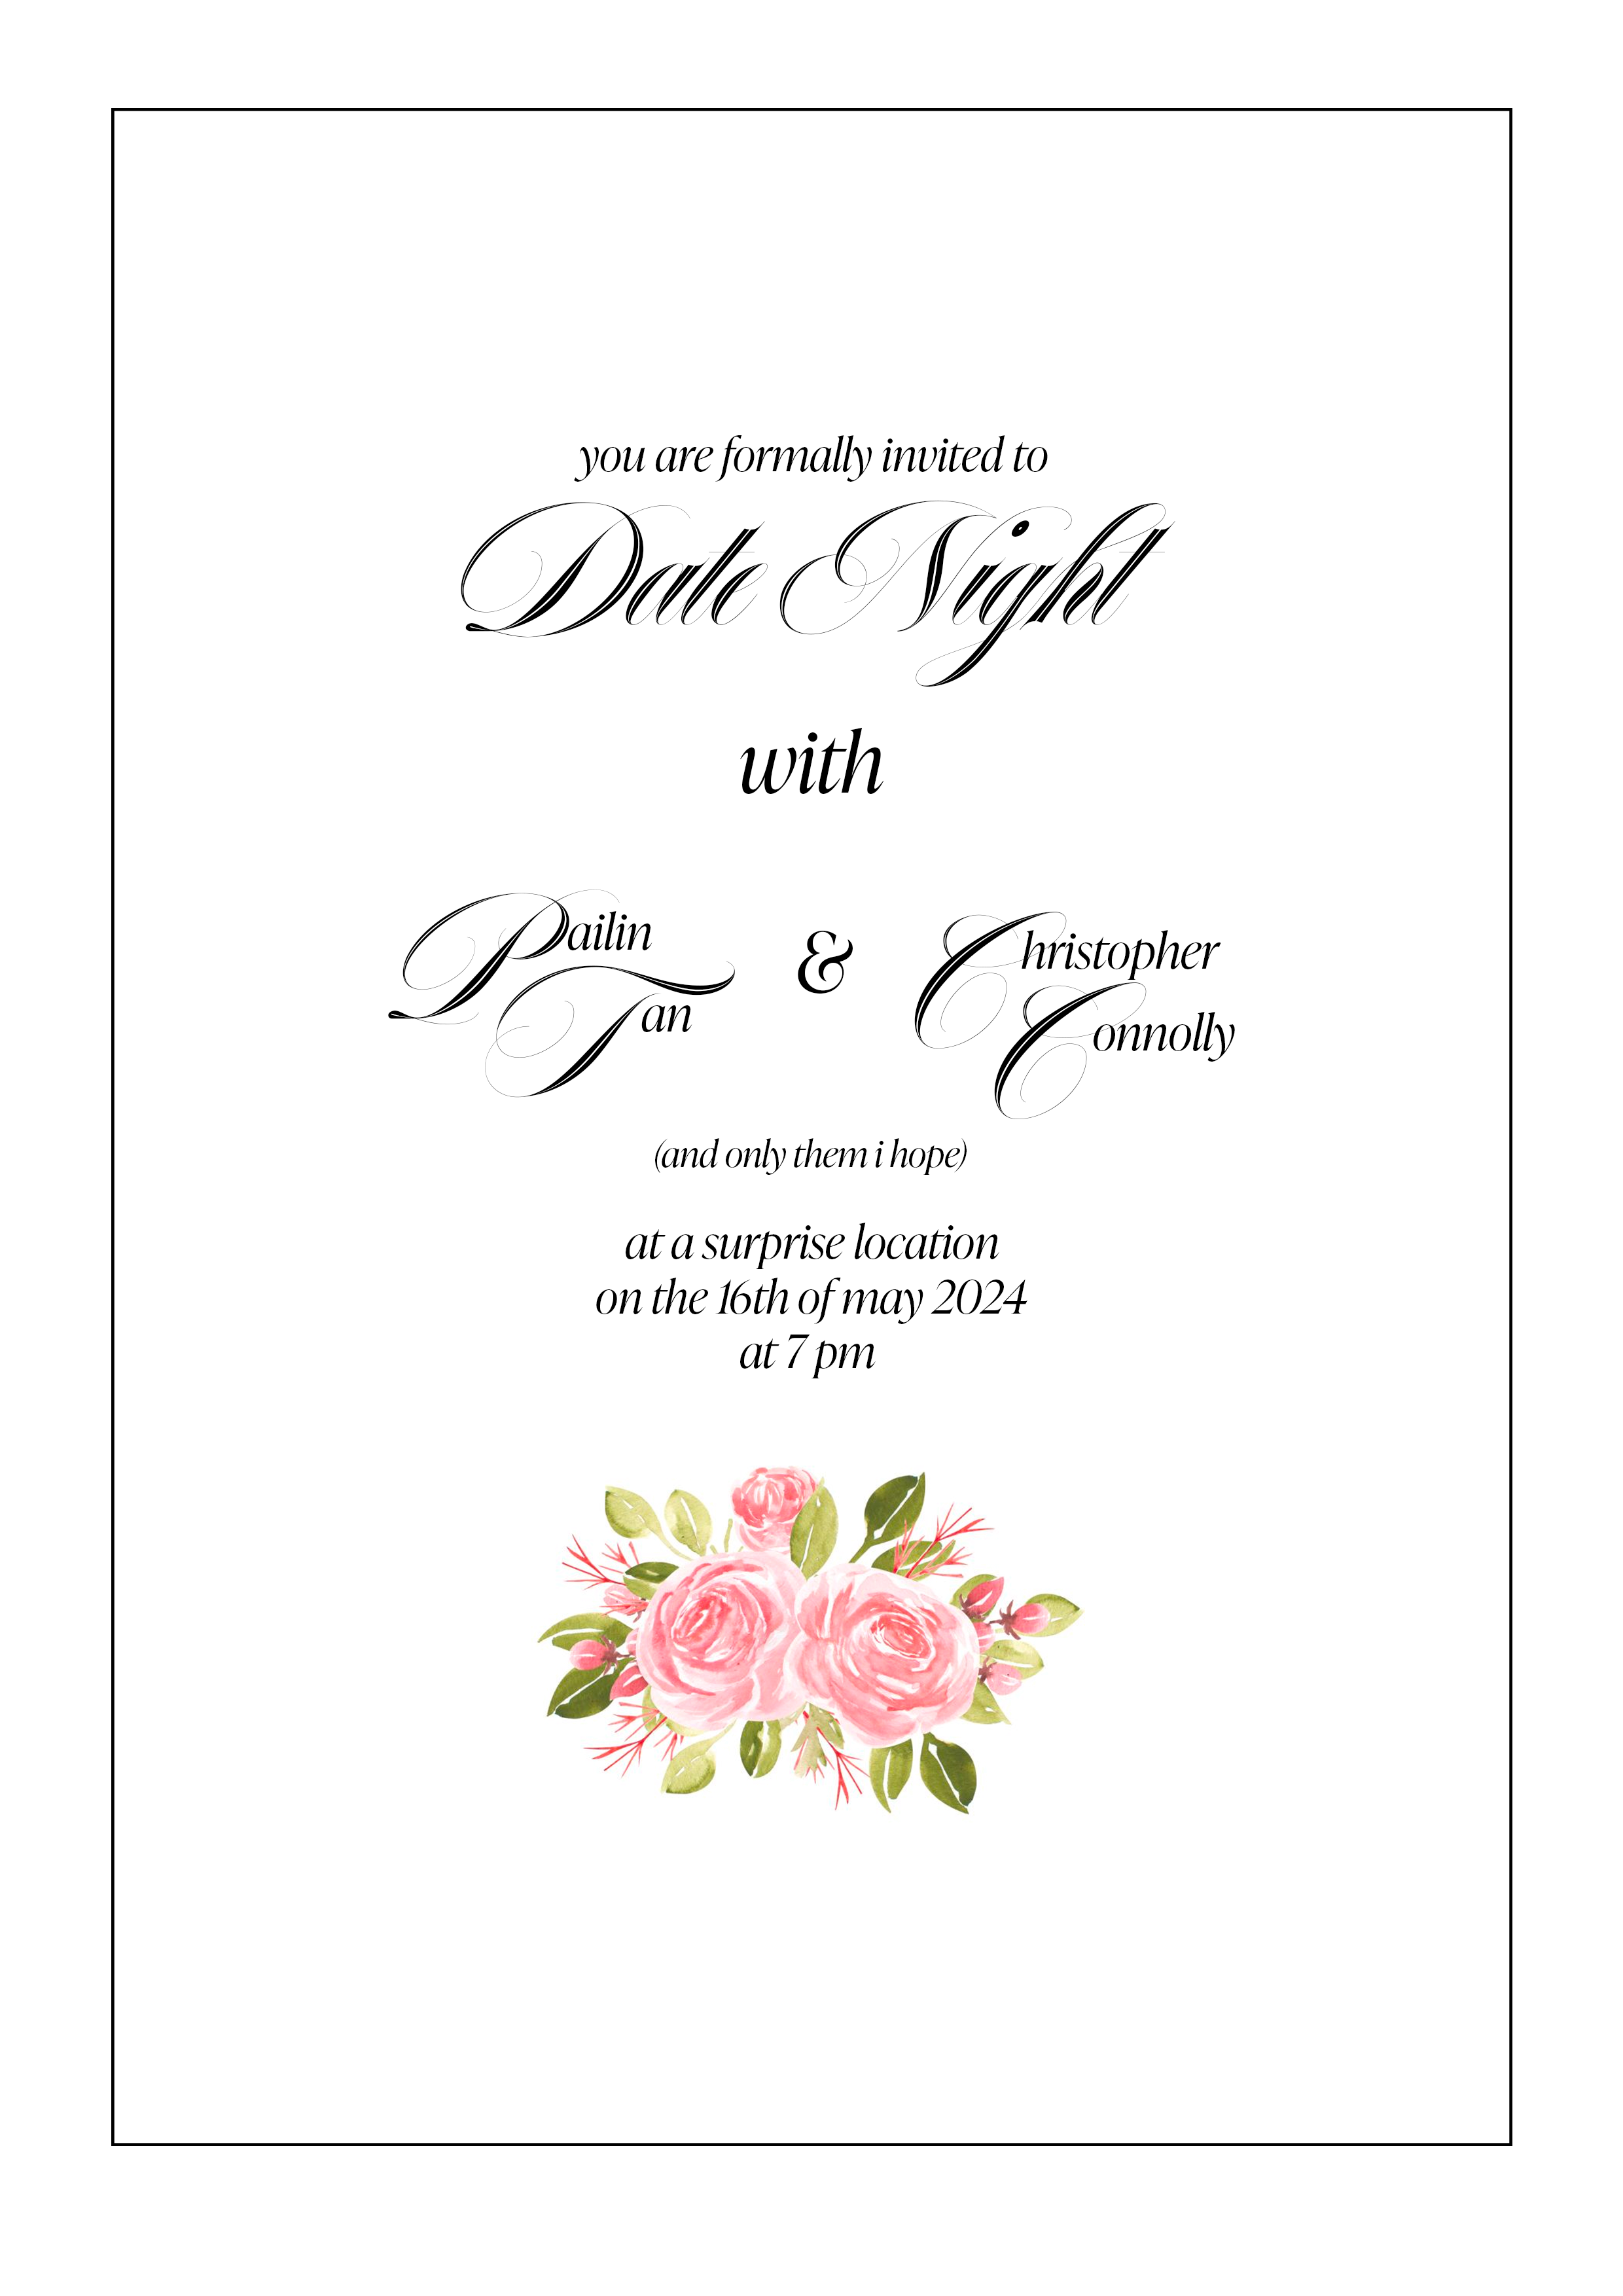 you are formally invited to
Date Night
with
Pailin
Tan
&
Christopher
Connolly
(and only them i hope)
at a surprise location
on the 16th of may 2024
at 7 pm